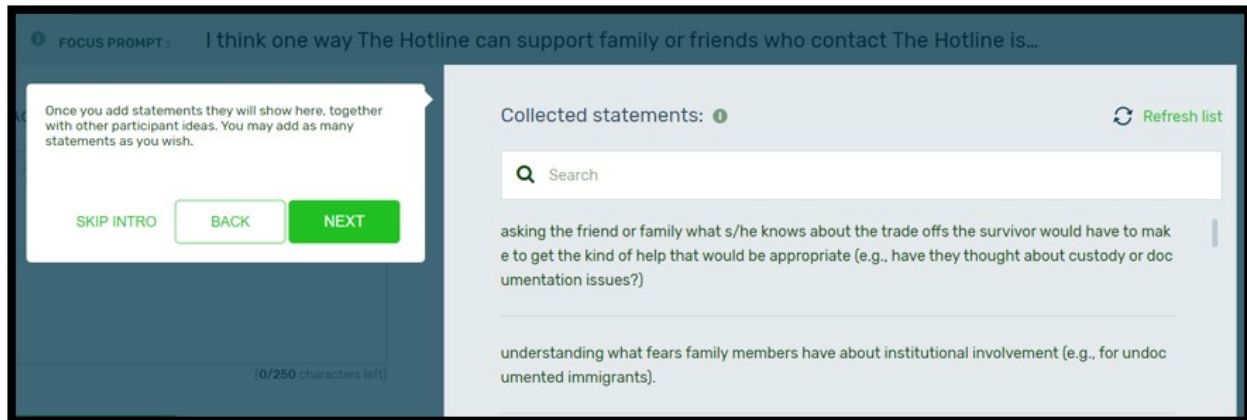 FOCUS PROMPT : I think one way The Hotline can support family or friends who contact The Hotline is...
Once you add statements they will show here, together
with other participant ideas. You may add as many
statements as you wish.
SKIP INTRO BACK NEXT
(0/250 characters left)
Collected statements:
Refresh list
Search
asking the friend or family what s/he knows about the trade offs the survivor would have to mak
e to get the kind of help that would be appropriate (e.g., have they thought about custody or doc
umentation issues?)
understanding what fears family members have about institutional involvement (e.g., for undoc
umented immigrants).